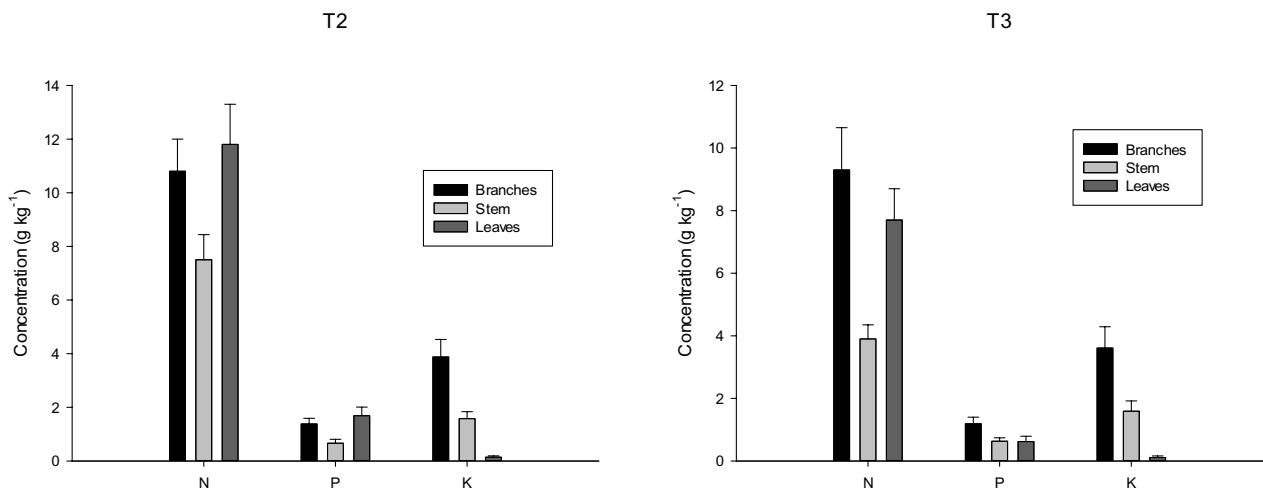 T2
Concentration (g kg-1)
14
12
10
8
6
4
2
0
N P K
Branches
Stem
Leaves
T3
Concentration (g kg-1)
12
10
8
6
4
2
0
N P K
Branches
Stem
Leaves